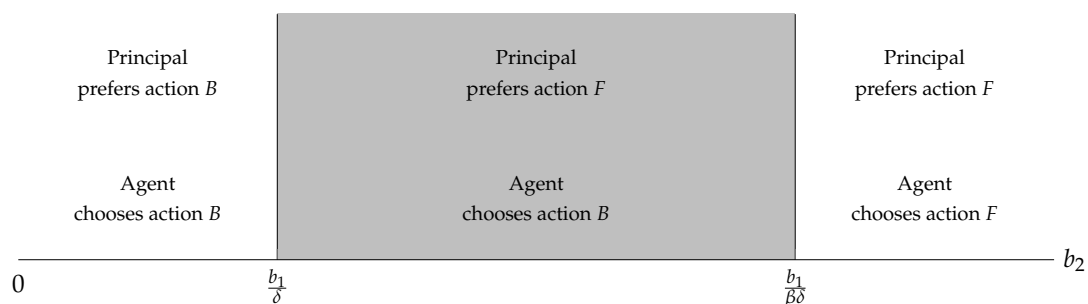 Principal Principal Principal
prefers action B prefers action F prefers action F
Agent Agent Agent
chooses action B chooses action B chooses action F
0 b₁/δ b₁/βδ b₂